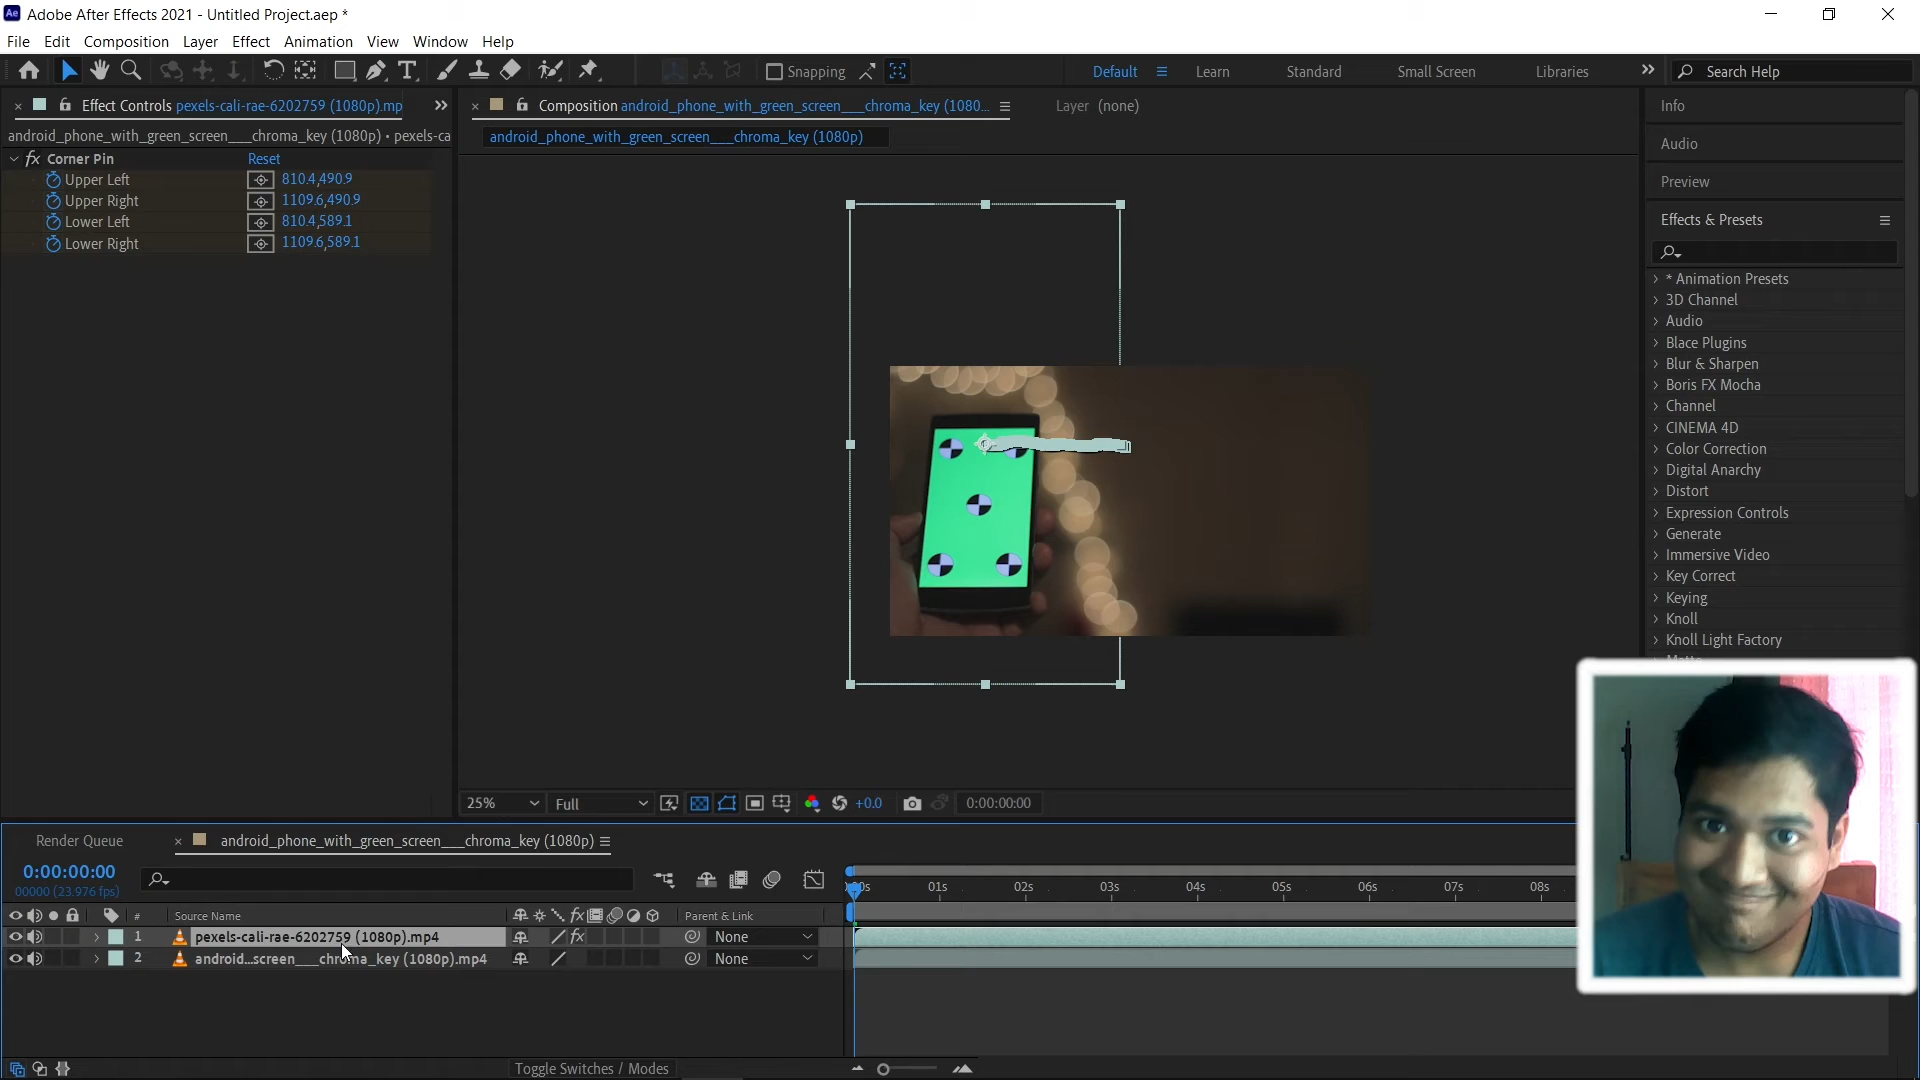 Adobe After Effects 2021 - Untitled Project.aep *
File Edit Composition Layer Effect Animation View Window Help
Snapping
Default Learn Standard Small Screen Libraries Search Help
Effect Controls pexels-cali-rae-6202759 (1080p).mp
Composition android_phone_with_green_screen___chroma_key (1080...
Layer (none)
android_phone_with_green_screen___chroma_key (1080p) • pexels-ca
android_phone_with_green_screen___chroma_key (1080p)
fx Corner Pin Reset
Upper Left 810.4,490.9
Upper Right 1109.6,490.9
Lower Left 810.4,589.1
Lower Right 1109.6,589.1
Info
Audio
Preview
Effects & Presets
* Animation Presets
3D Channel
Audio
Blace Plugins
Blur & Sharpen
Boris FX Mocha
Channel
CINEMA 4D
Color Correction
Digital Anarchy
Distort
Expression Controls
Generate
Immersive Video
Key Correct
Keying
Knoll
Knoll Light Factory
25% Full +0.0 0:00:00:00
Render Queue android_phone_with_green_screen___chroma_key (1080p)
0:00:00:00
00000 (23.976 fps)
00s 01s 02s 03s 04s 05s 06s 07s 08s
# Source Name fx Parent & Link
1 pexels-cali-rae-6202759 (1080p).mp4 fx None
2 android...screen___chroma_key (1080p).mp4 None
Toggle Switches / Modes